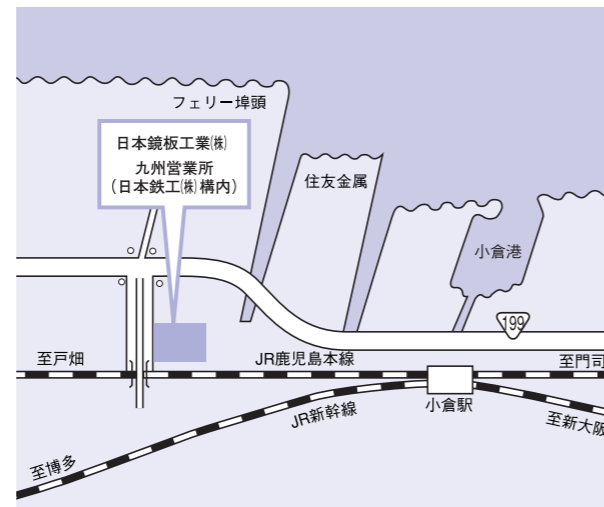 フェリー埠頭
日本鏡板工業㈱
九州営業所
(日本鉄工㈱構内)
住友金属
小倉港
199
至戸畑
JR鹿児島本線
至門司
小倉駅
JR新幹線
至新大阪
至博多